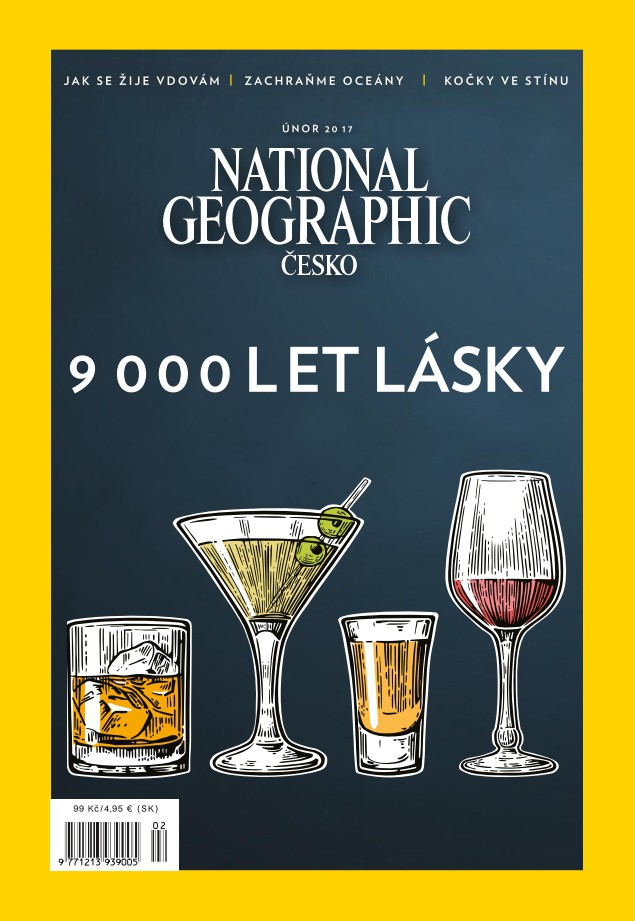 JAK SE ŽIJE VDOVÁM | ZACHRAŇME OCEÁNY | KOČKY VE STÍNU
ÚNOR 2017
NATIONAL
GEOGRAPHIC
ČESKO
9 000 LET LÁSKY
99 Kč/4,95 € (SK)
02
9 771213 939005